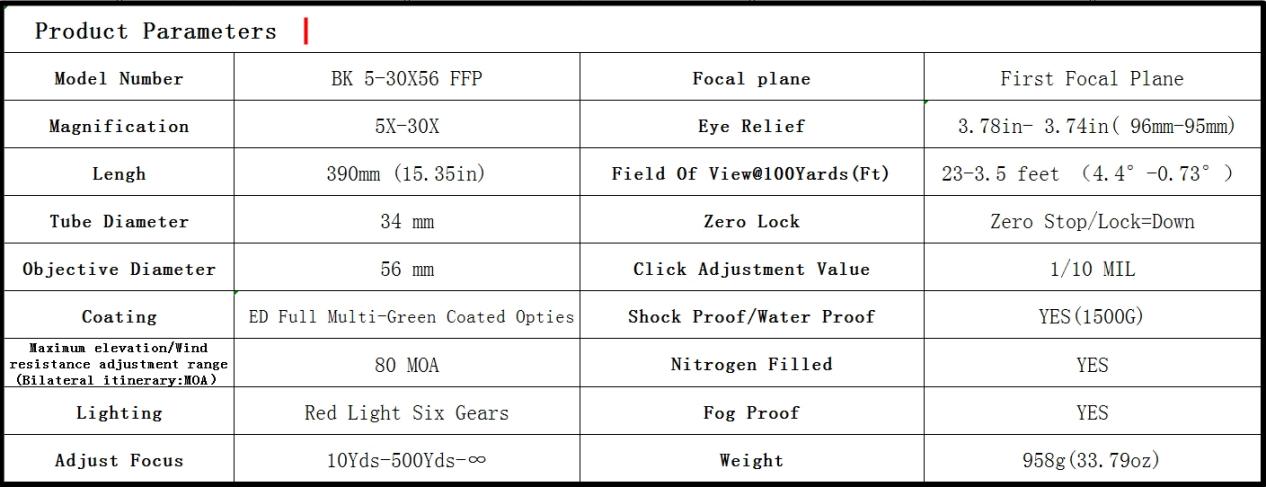 Product Parameters
Model Number BK 5-30X56 FFP Focal plane First Focal Plane
Magnification 5X-30X Eye Relief 3.78in- 3.74in( 96mm-95mm)
Lengh 390mm (15.35in) Field Of View@100Yards(Ft) 23-3.5 feet （4.4°-0.73°）
Tube Diameter 34 mm Zero Lock Zero Stop/Lock=Down
Objective Diameter 56 mm Click Adjustment Value 1/10 MIL
Coating ED Full Multi-Green Coated Opties Shock Proof/Water Proof YES(1500G)
Maximum elevation/Wind
resistance adjustment range
(Bilateral itinerary:MOA) 80 MOA Nitrogen Filled YES
Lighting Red Light Six Gears Fog Proof YES
Adjust Focus 10Yds-500Yds-∞ Weight 958g(33.79oz)